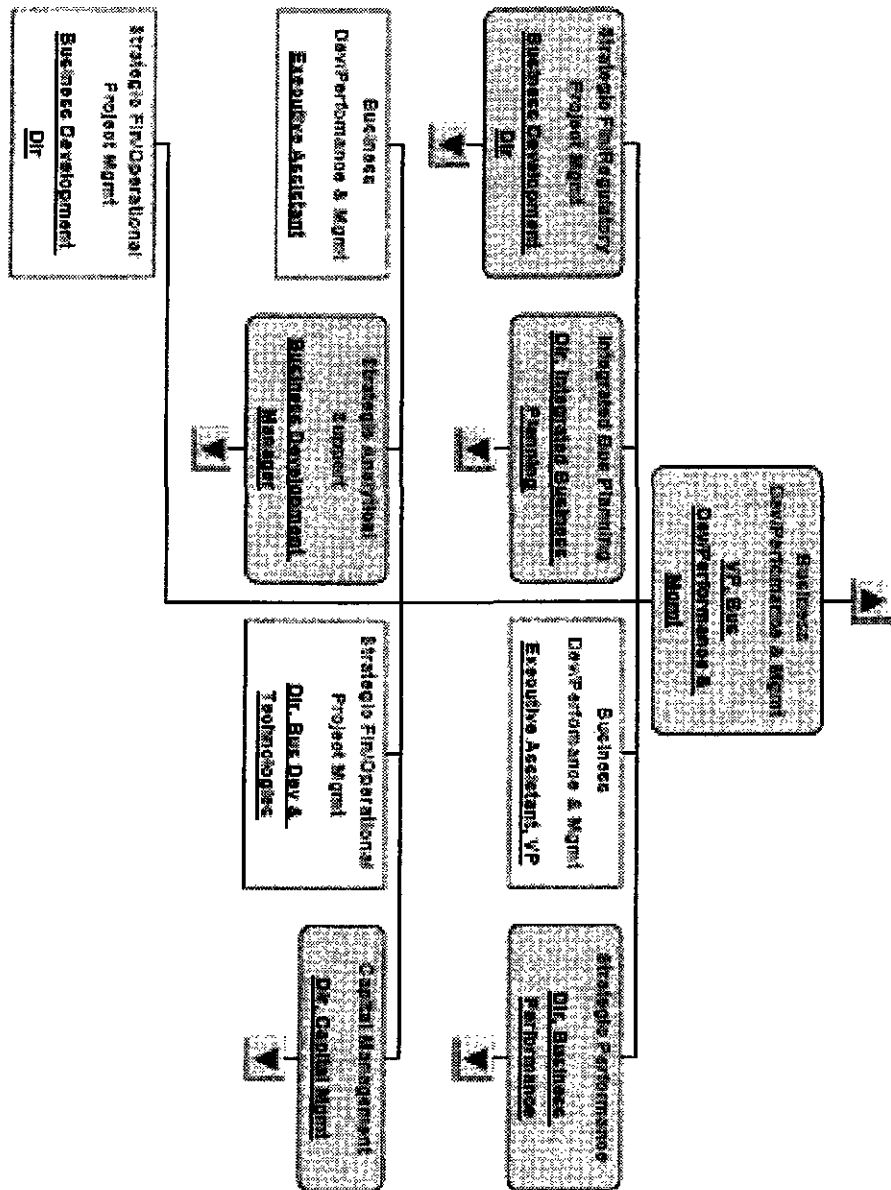 Business
Dev/Perfomance & Mgmt
VP, Bus
Dev/Performance &
Mgmt
Strategic Fin/Regulatory
Project Mgmt
Business Development
Dir
Integrated Bus Planning
Dir, Integrated Business
Planning
Business
Dev/Perfomance & Mgmt
Executive Assistant, VP
Strategic Performance
Dir, Business
Performance
Business
Dev/Perfomance & Mgmt
Executive Assistant
Strategic Analytical
Support
Business Development
Manager
Strategic Fin/Operational
Project Mgmt
Dir, Bus Dev &
Technologies
Capital Management
Dir, Capital Mgmt
Strategic Fin/Operational
Project Mgmt
Business Development
Dir